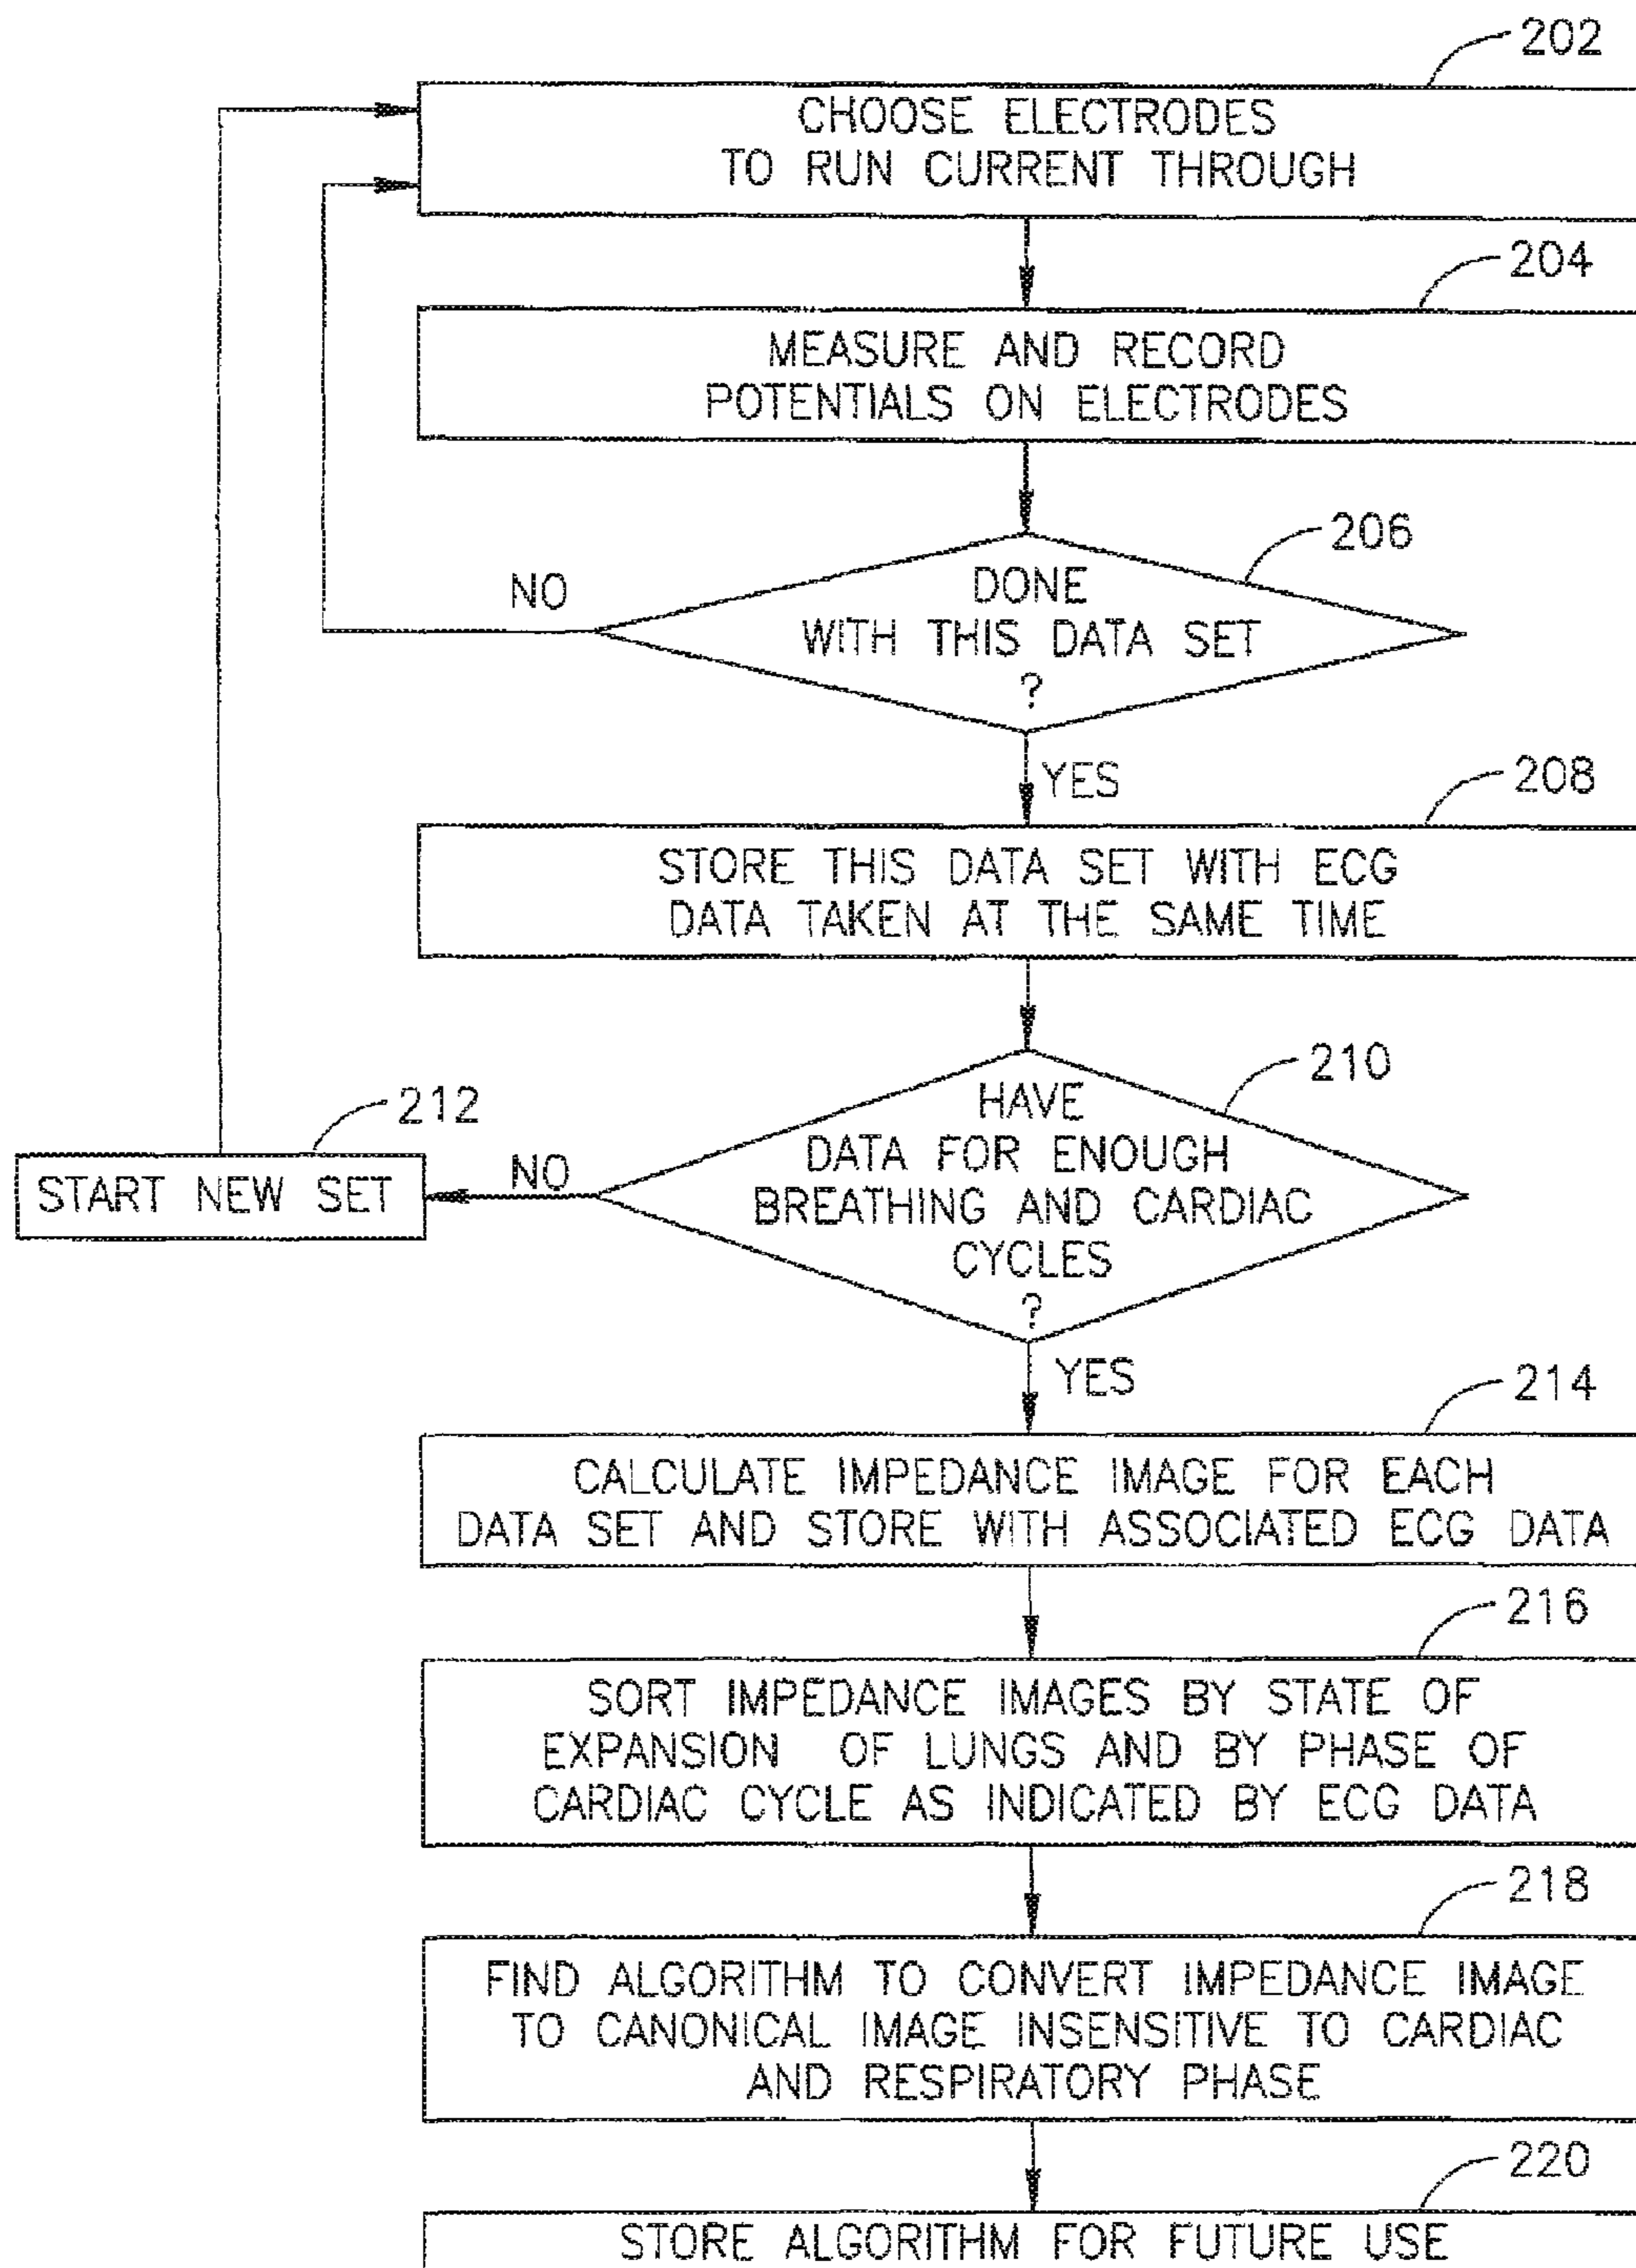 202
CHOOSE ELECTRODES
TO RUN CURRENT THROUGH
204
MEASURE AND RECORD
POTENTIALS ON ELECTRODES
206
NO
DONE
WITH THIS DATA SET
?
YES
208
STORE THIS DATA SET WITH ECG
DATA TAKEN AT THE SAME TIME
210
212
HAVE
DATA FOR ENOUGH
BREATHING AND CARDIAC
CYCLES
?
NO
START NEW SET
YES
214
CALCULATE IMPEDANCE IMAGE FOR EACH
DATA SET AND STORE WITH ASSOCIATED ECG DATA
216
SORT IMPEDANCE IMAGES BY STATE OF
EXPANSION OF LUNGS AND BY PHASE OF
CARDIAC CYCLE AS INDICATED BY ECG DATA
218
FIND ALGORITHM TO CONVERT IMPEDANCE IMAGE
TO CANONICAL IMAGE INSENSITIVE TO CARDIAC
AND RESPIRATORY PHASE
220
STORE ALGORITHM FOR FUTURE USE